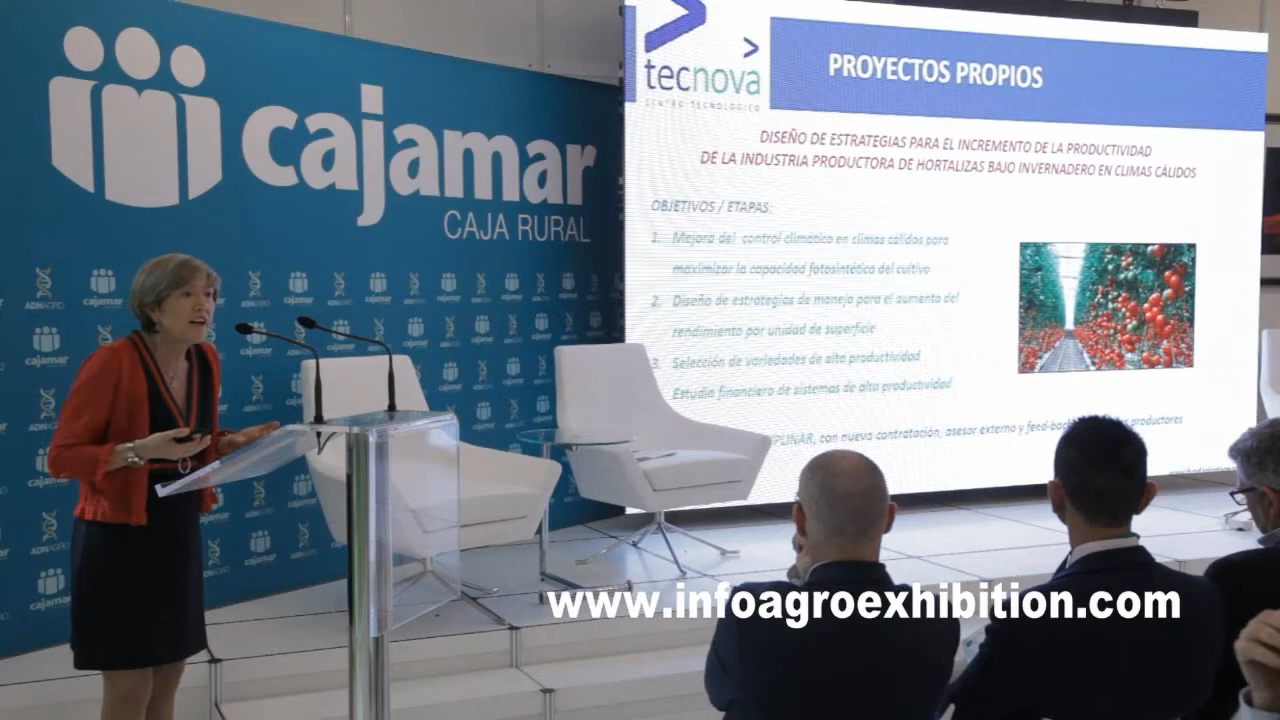 cajamar
CAJA RURAL
tecnova
CENTRO TECNOLÓGICO
PROYECTOS PROPIOS
DISEÑO DE ESTRATEGIAS PARA EL INCREMENTO DE LA PRODUCTIVIDAD
DE LA INDUSTRIA PRODUCTORA DE HORTALIZAS BAJO INVERNADERO EN CLIMAS CÁLIDOS
OBJETIVOS / ETAPAS:
1. Mejora del control climático en climas cálidos para
maximizar la capacidad fotosintética del cultivo
2. Diseño de estrategias de manejo para el aumento del
rendimiento por unidad de superficie
3. Selección de variedades de alta productividad
Estudio financiero de sistemas de alta productividad
PLINAR, con nueva contratación, asesor externo y feed-back productores
ADNAGRO
cajamar
www.infoagroexhibition.com